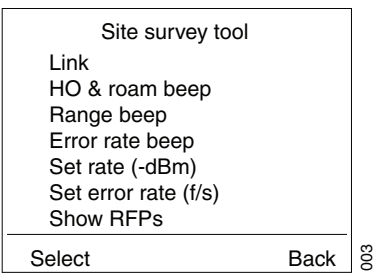 Site survey tool
Link
HO & roam beep
Range beep
Error rate beep
Set rate (-dBm)
Set error rate (f/s)
Show RFPs
Select Back
003